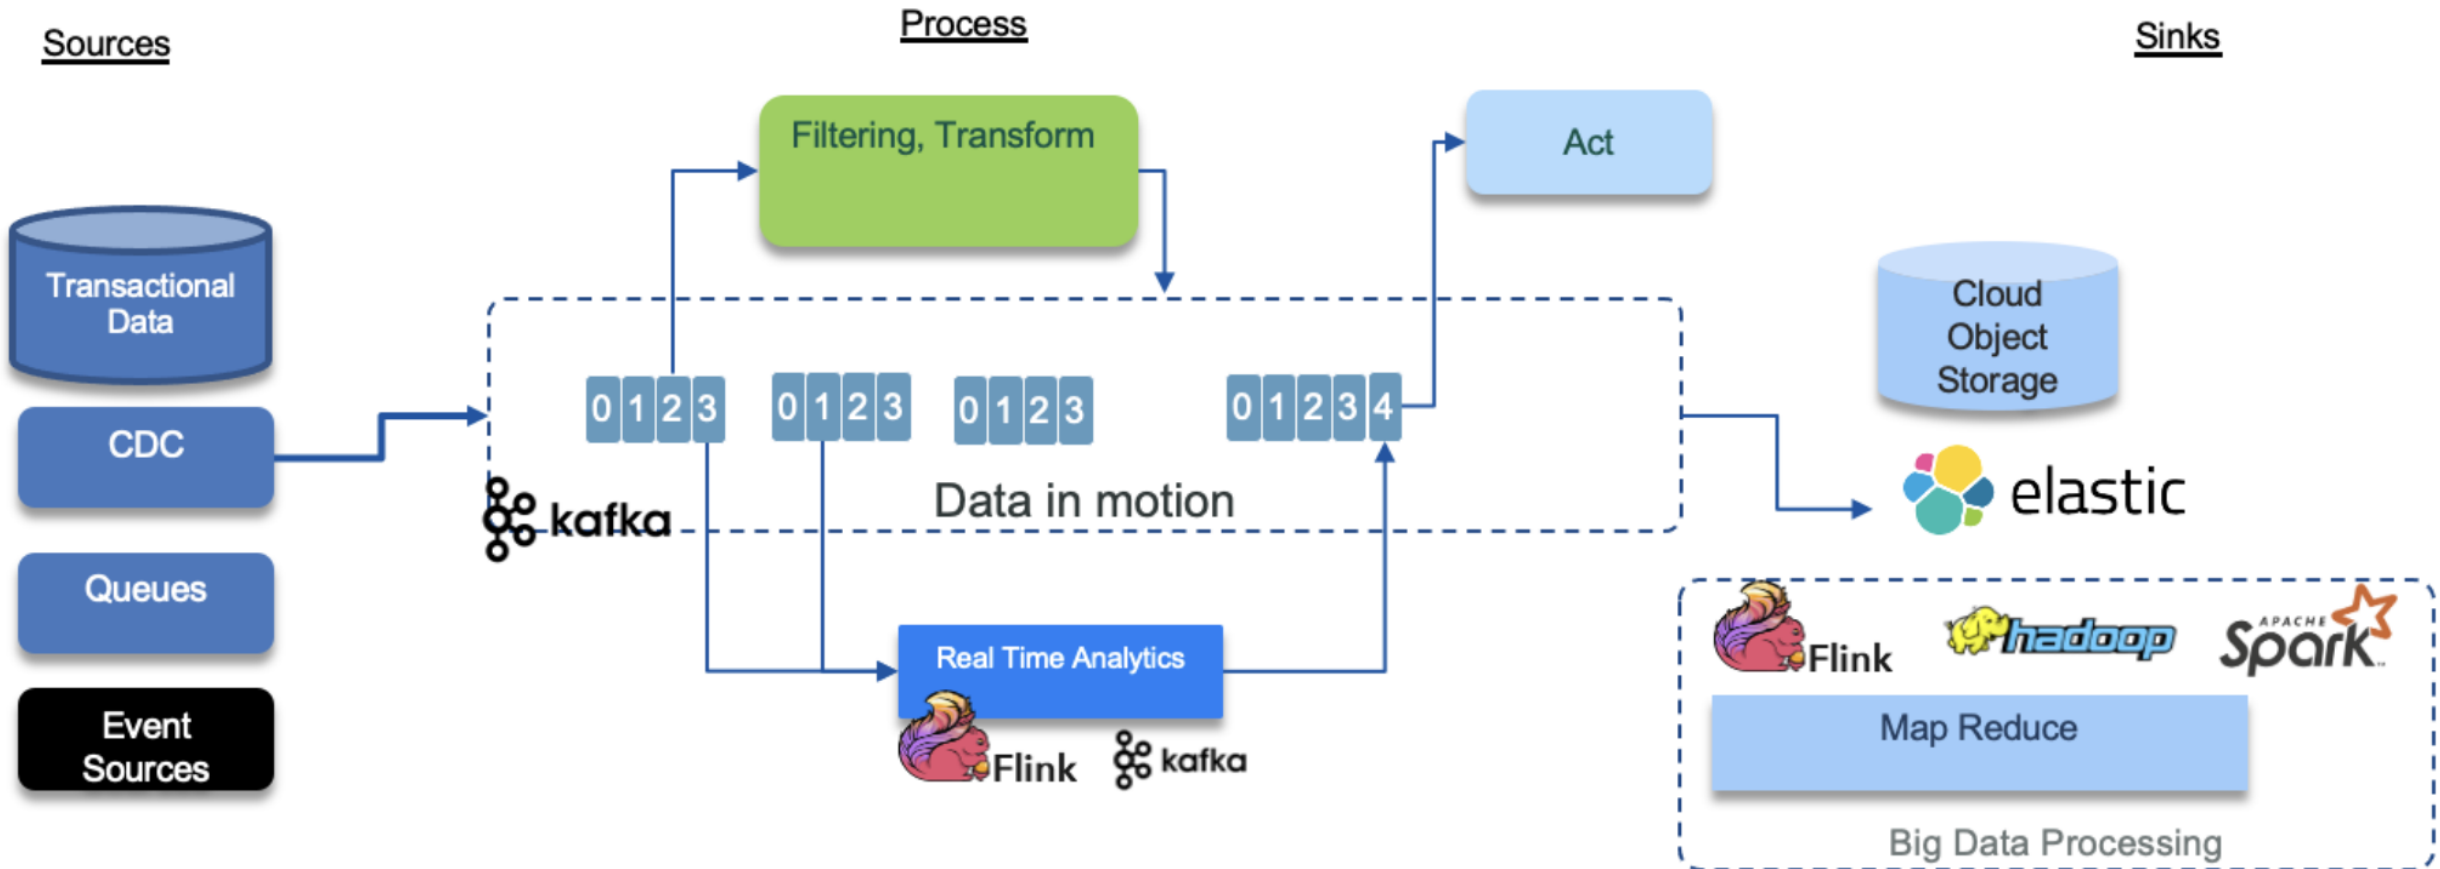 Sources
Process
Sinks
Filtering, Transform
Act
Transactional
Data
CDC
Queues
Event
Sources
0 1 2 3
0 1 2 3
0 1 2 3
0 1 2 3 4
Data in motion
kafka
Real Time Analytics
Flink
kafka
Cloud
Object
Storage
elastic
Flink
hadoop
APACHE
Spark
Map Reduce
Big Data Processing